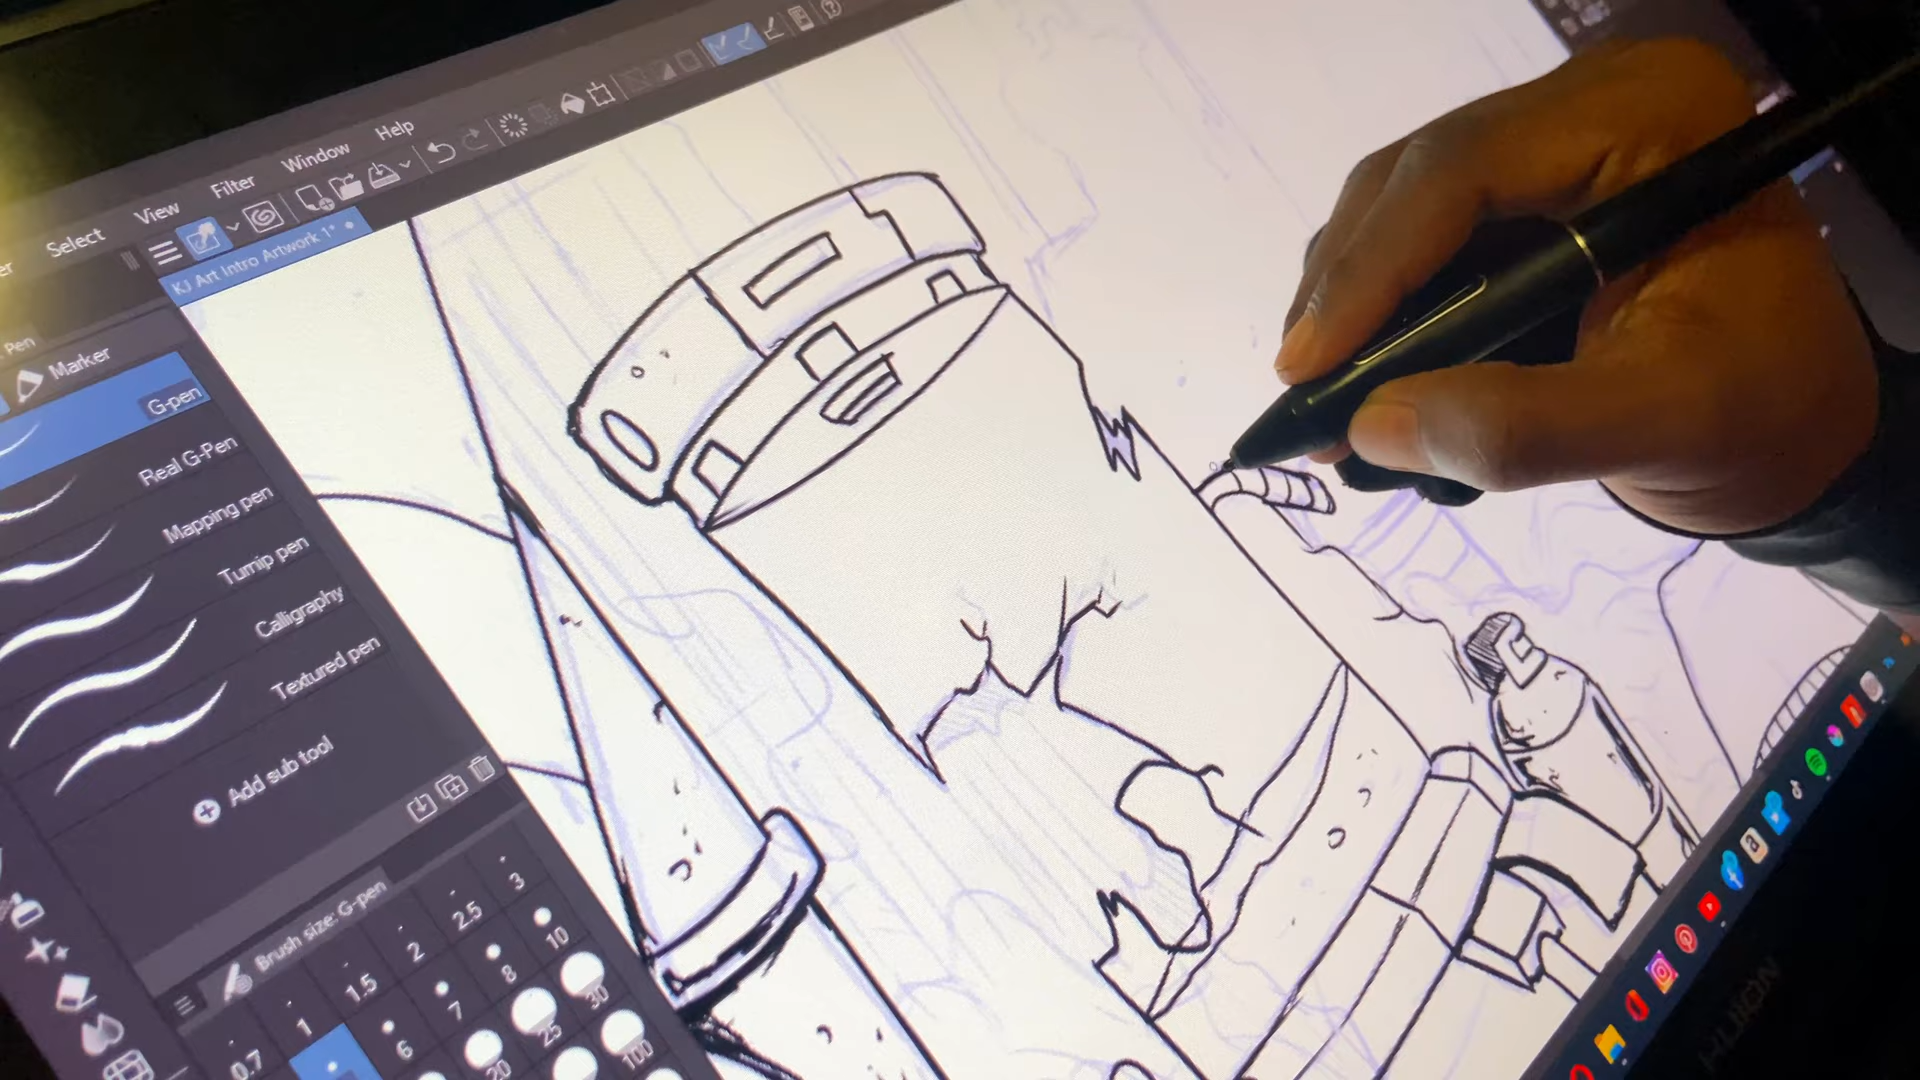 er Select View Filter Window Help
KJ Art Intro Artwork 1*
Pen
Marker
G-pen
Real G-Pen
Mapping pen
Turnip pen
Calligraphy
Textured pen
Add sub tool
Brush size: G-pen
0.7 1 1.5 2 2.5 3
6 7 8 10
20 25 30
100
a
HUION